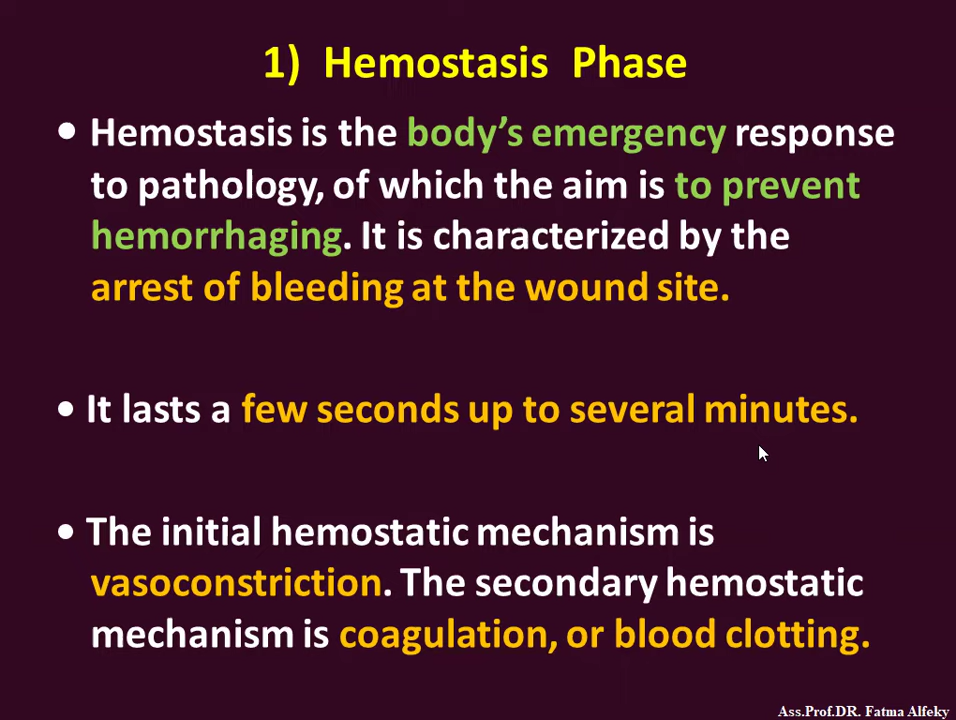 1) Hemostasis Phase
• Hemostasis is the body’s emergency response
to pathology, of which the aim is to prevent
hemorrhaging. It is characterized by the
arrest of bleeding at the wound site.
• It lasts a few seconds up to several minutes.
• The initial hemostatic mechanism is
vasoconstriction. The secondary hemostatic
mechanism is coagulation, or blood clotting.
Ass.Prof.DR. Fatma Alfeky